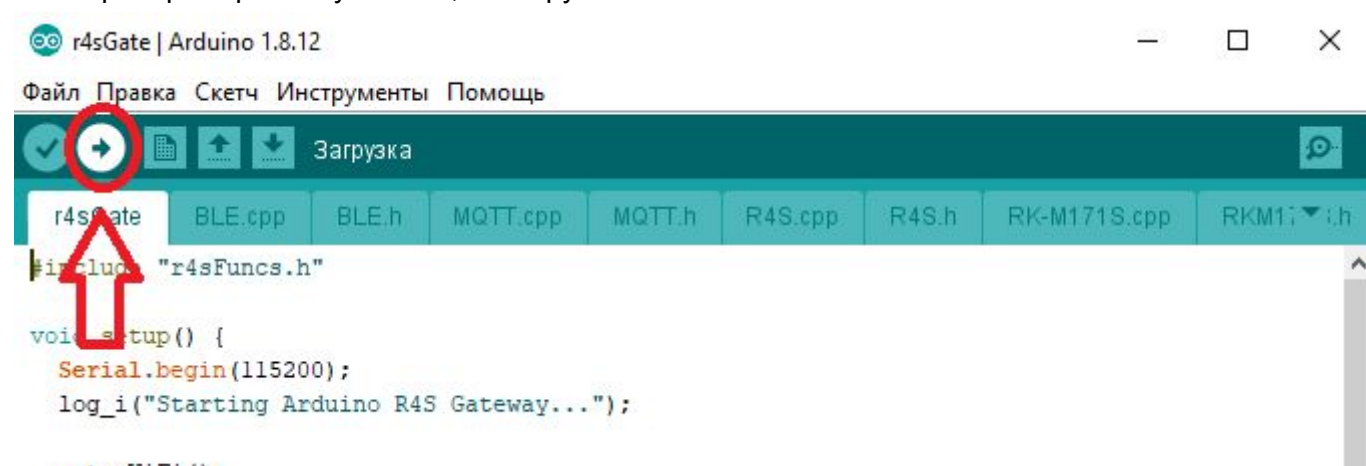 r4sGate | Arduino 1.8.12
Файл Правка Скетч Инструменты Помощь
Загрузка
r4sGate BLE.cpp BLE.h MQTT.cpp MQTT.h R4S.cpp R4S.h RK-M171S.cpp
#include "r4sFuncs.h"
void setup() {
Serial.begin(115200);
log_i("Starting Arduino R4S Gateway...");